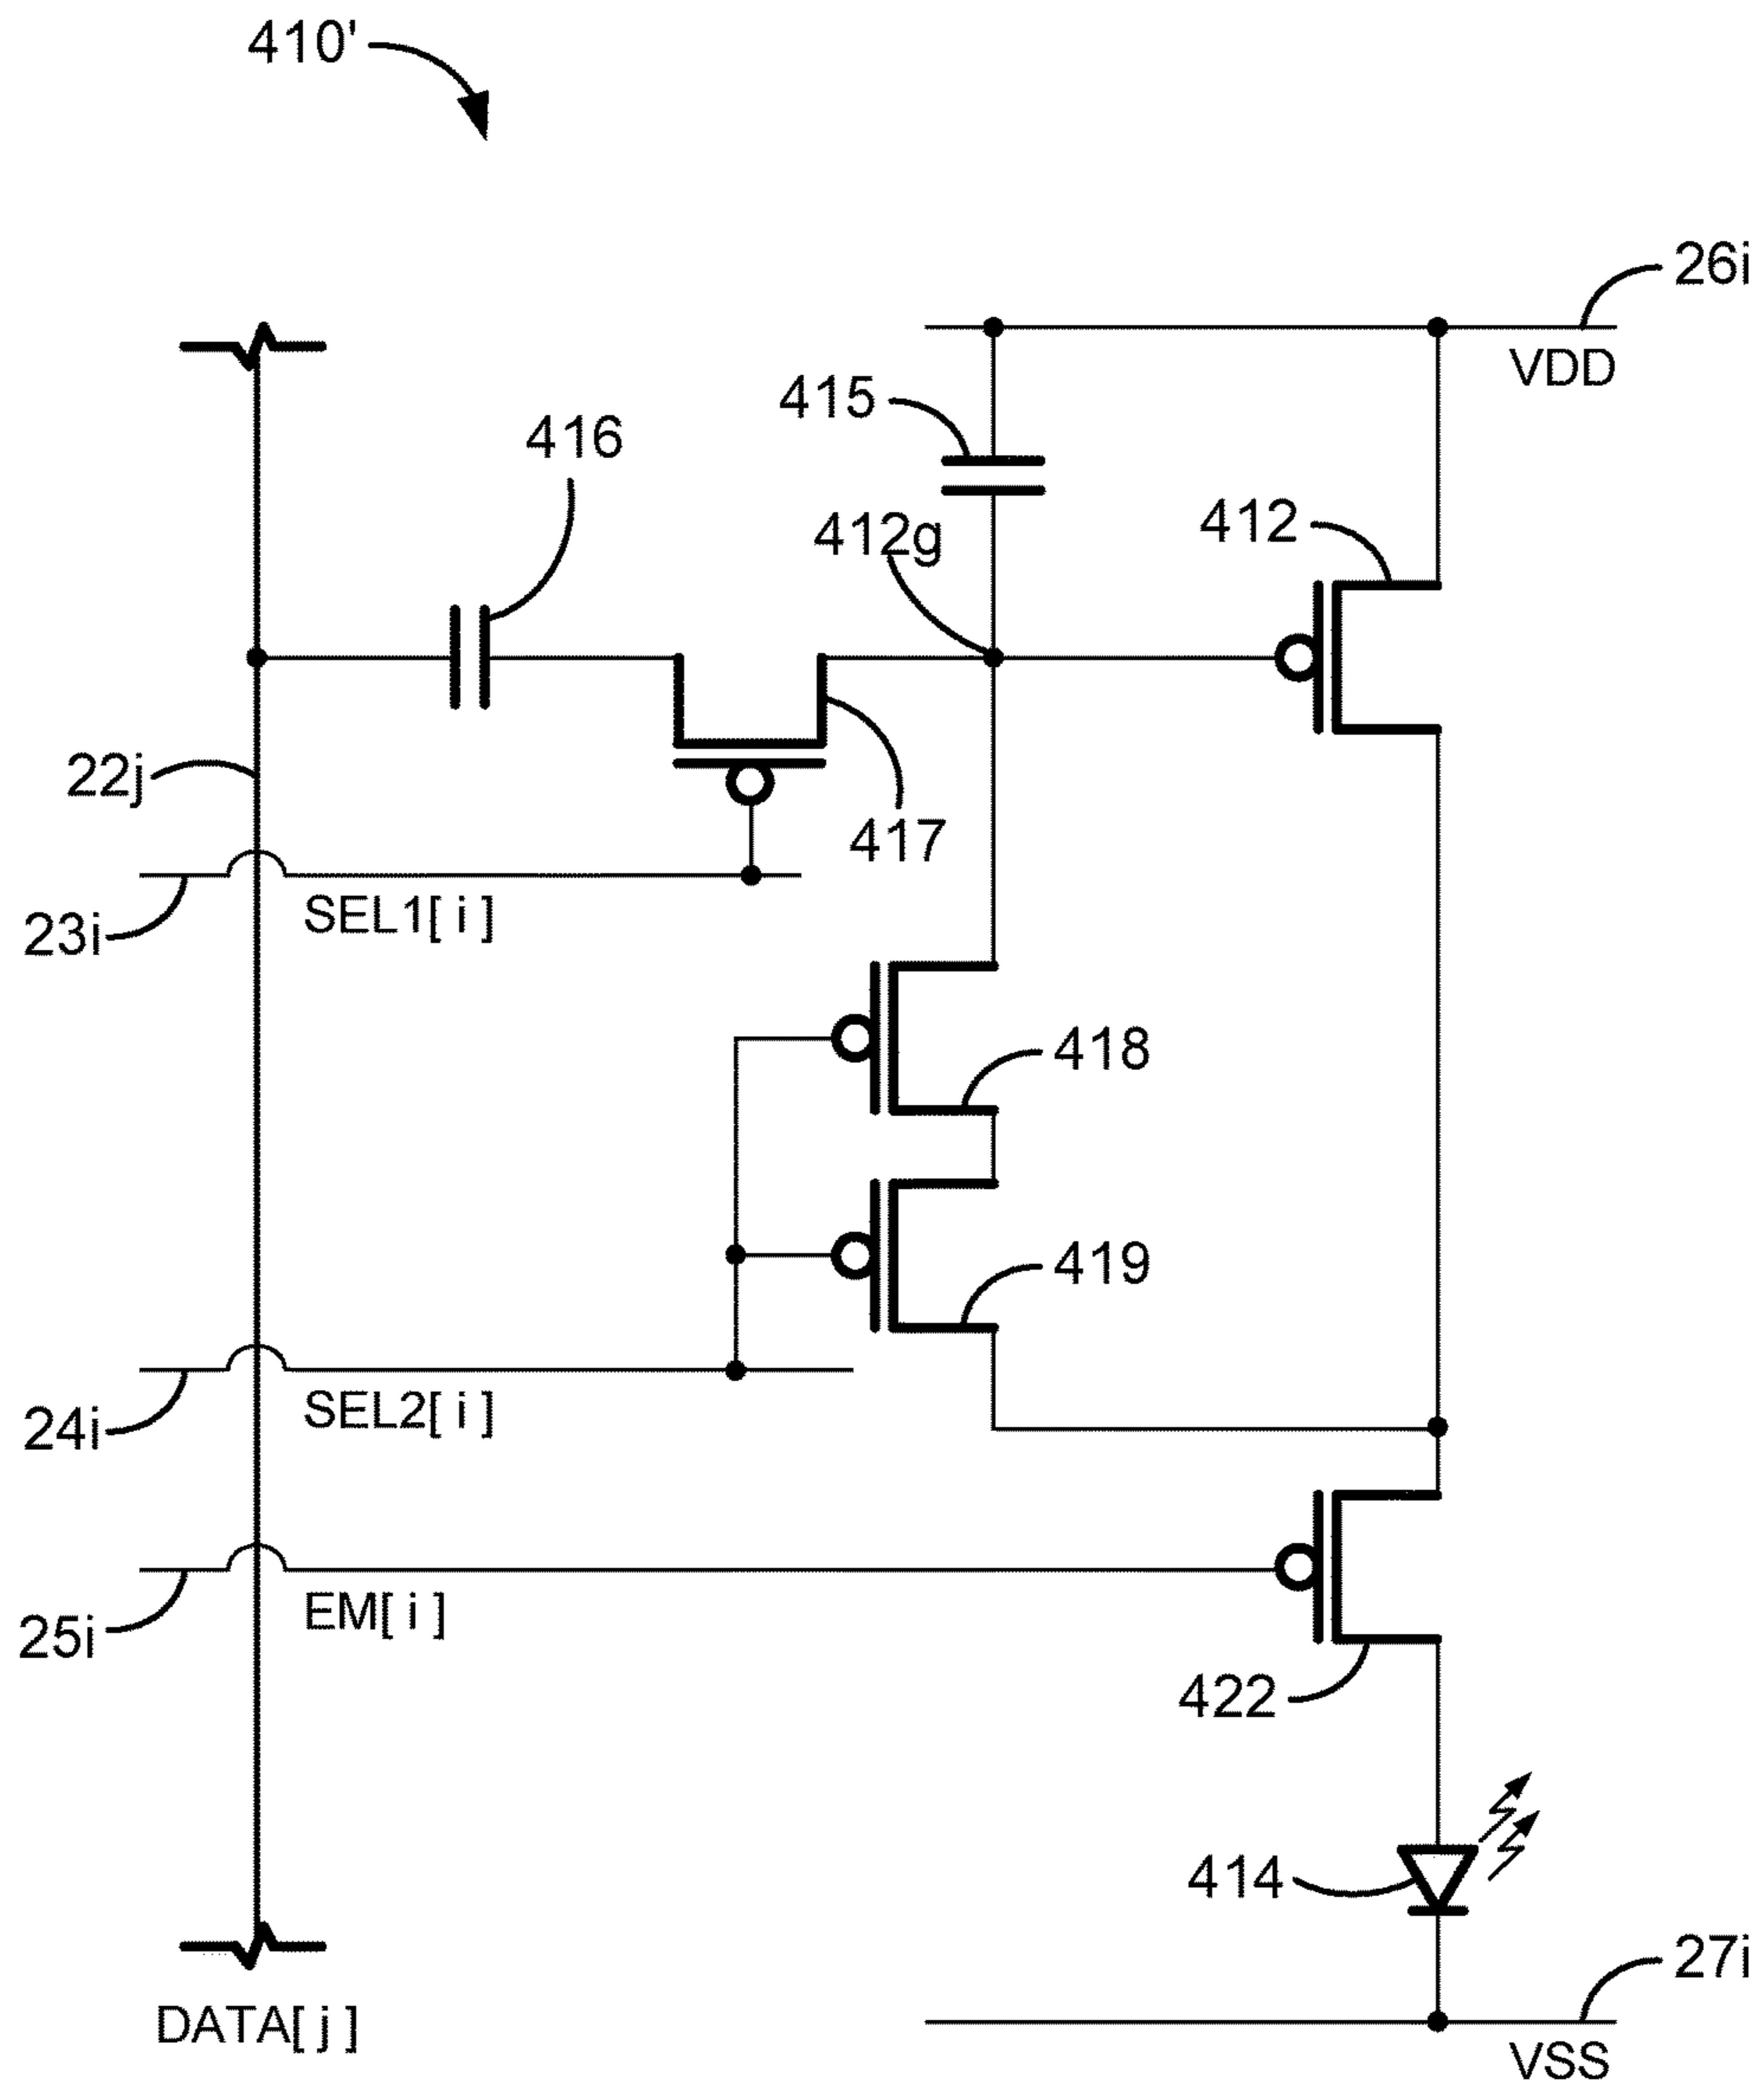 410'
26i
VDD
415
416
412g
412
22j
417
23i
SEL1[ i ]
418
419
24i
SEL2[ i ]
25i
EM[ i ]
422
414
27i
DATA[ j ]
VSS